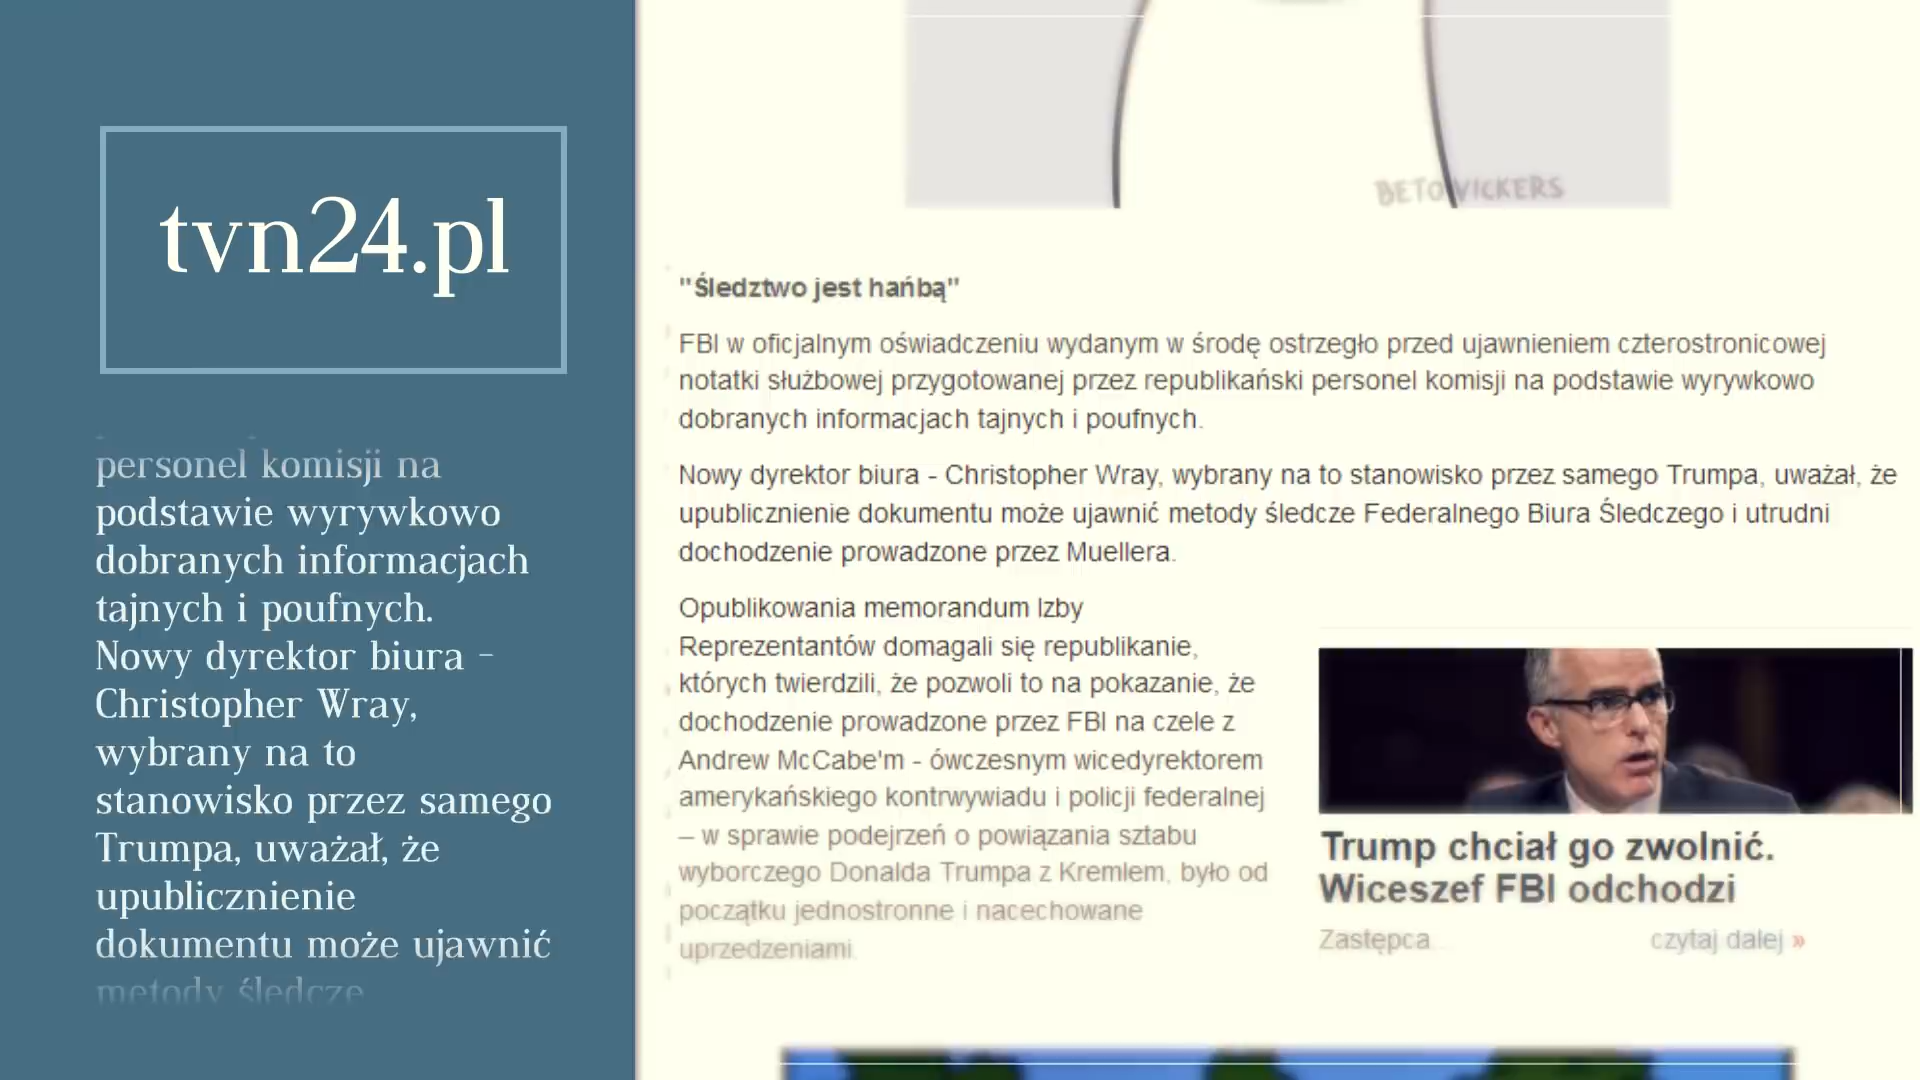 tvn24.pl
personel komisji na
podstawie wyrywkowo
dobranych informacjach
tajnych i poufnych.
Nowy dyrektor biura -
Christopher Wray,
wybrany na to
stanowisko przez samego
Trumpa, uważał, że
upublicznienie
dokumentu może ujawnić
metody śledcze
BETO VICKERS
"Śledztwo jest hańbą"
FBI w oficjalnym oświadczeniu wydanym w środę ostrzegło przed ujawnieniem czterostronicowej
notatki służbowej przygotowanej przez republikański personel komisji na podstawie wyrywkowo
dobranych informacjach tajnych i poufnych.
Nowy dyrektor biura - Christopher Wray, wybrany na to stanowisko przez samego Trumpa, uważał, że
upublicznienie dokumentu może ujawnić metody śledcze Federalnego Biura Śledczego i utrudni
dochodzenie prowadzone przez Muellera.
Opublikowania memorandum Izby
Reprezentantów domagali się republikanie,
których twierdzili, że pozwoli to na pokazanie, że
dochodzenie prowadzone przez FBI na czele z
Andrew McCabe'm - ówczesnym wicedyrektorem
amerykańskiego kontrwywiadu i policji federalnej
– w sprawie podejrzeń o powiązania sztabu
wyborczego Donalda Trumpa z Kremlem, było od
początku jednostronne i nacechowane
uprzedzeniami.
Trump chciał go zwolnić.
Wiceszef FBI odchodzi
Zastępca...
czytaj dalej »